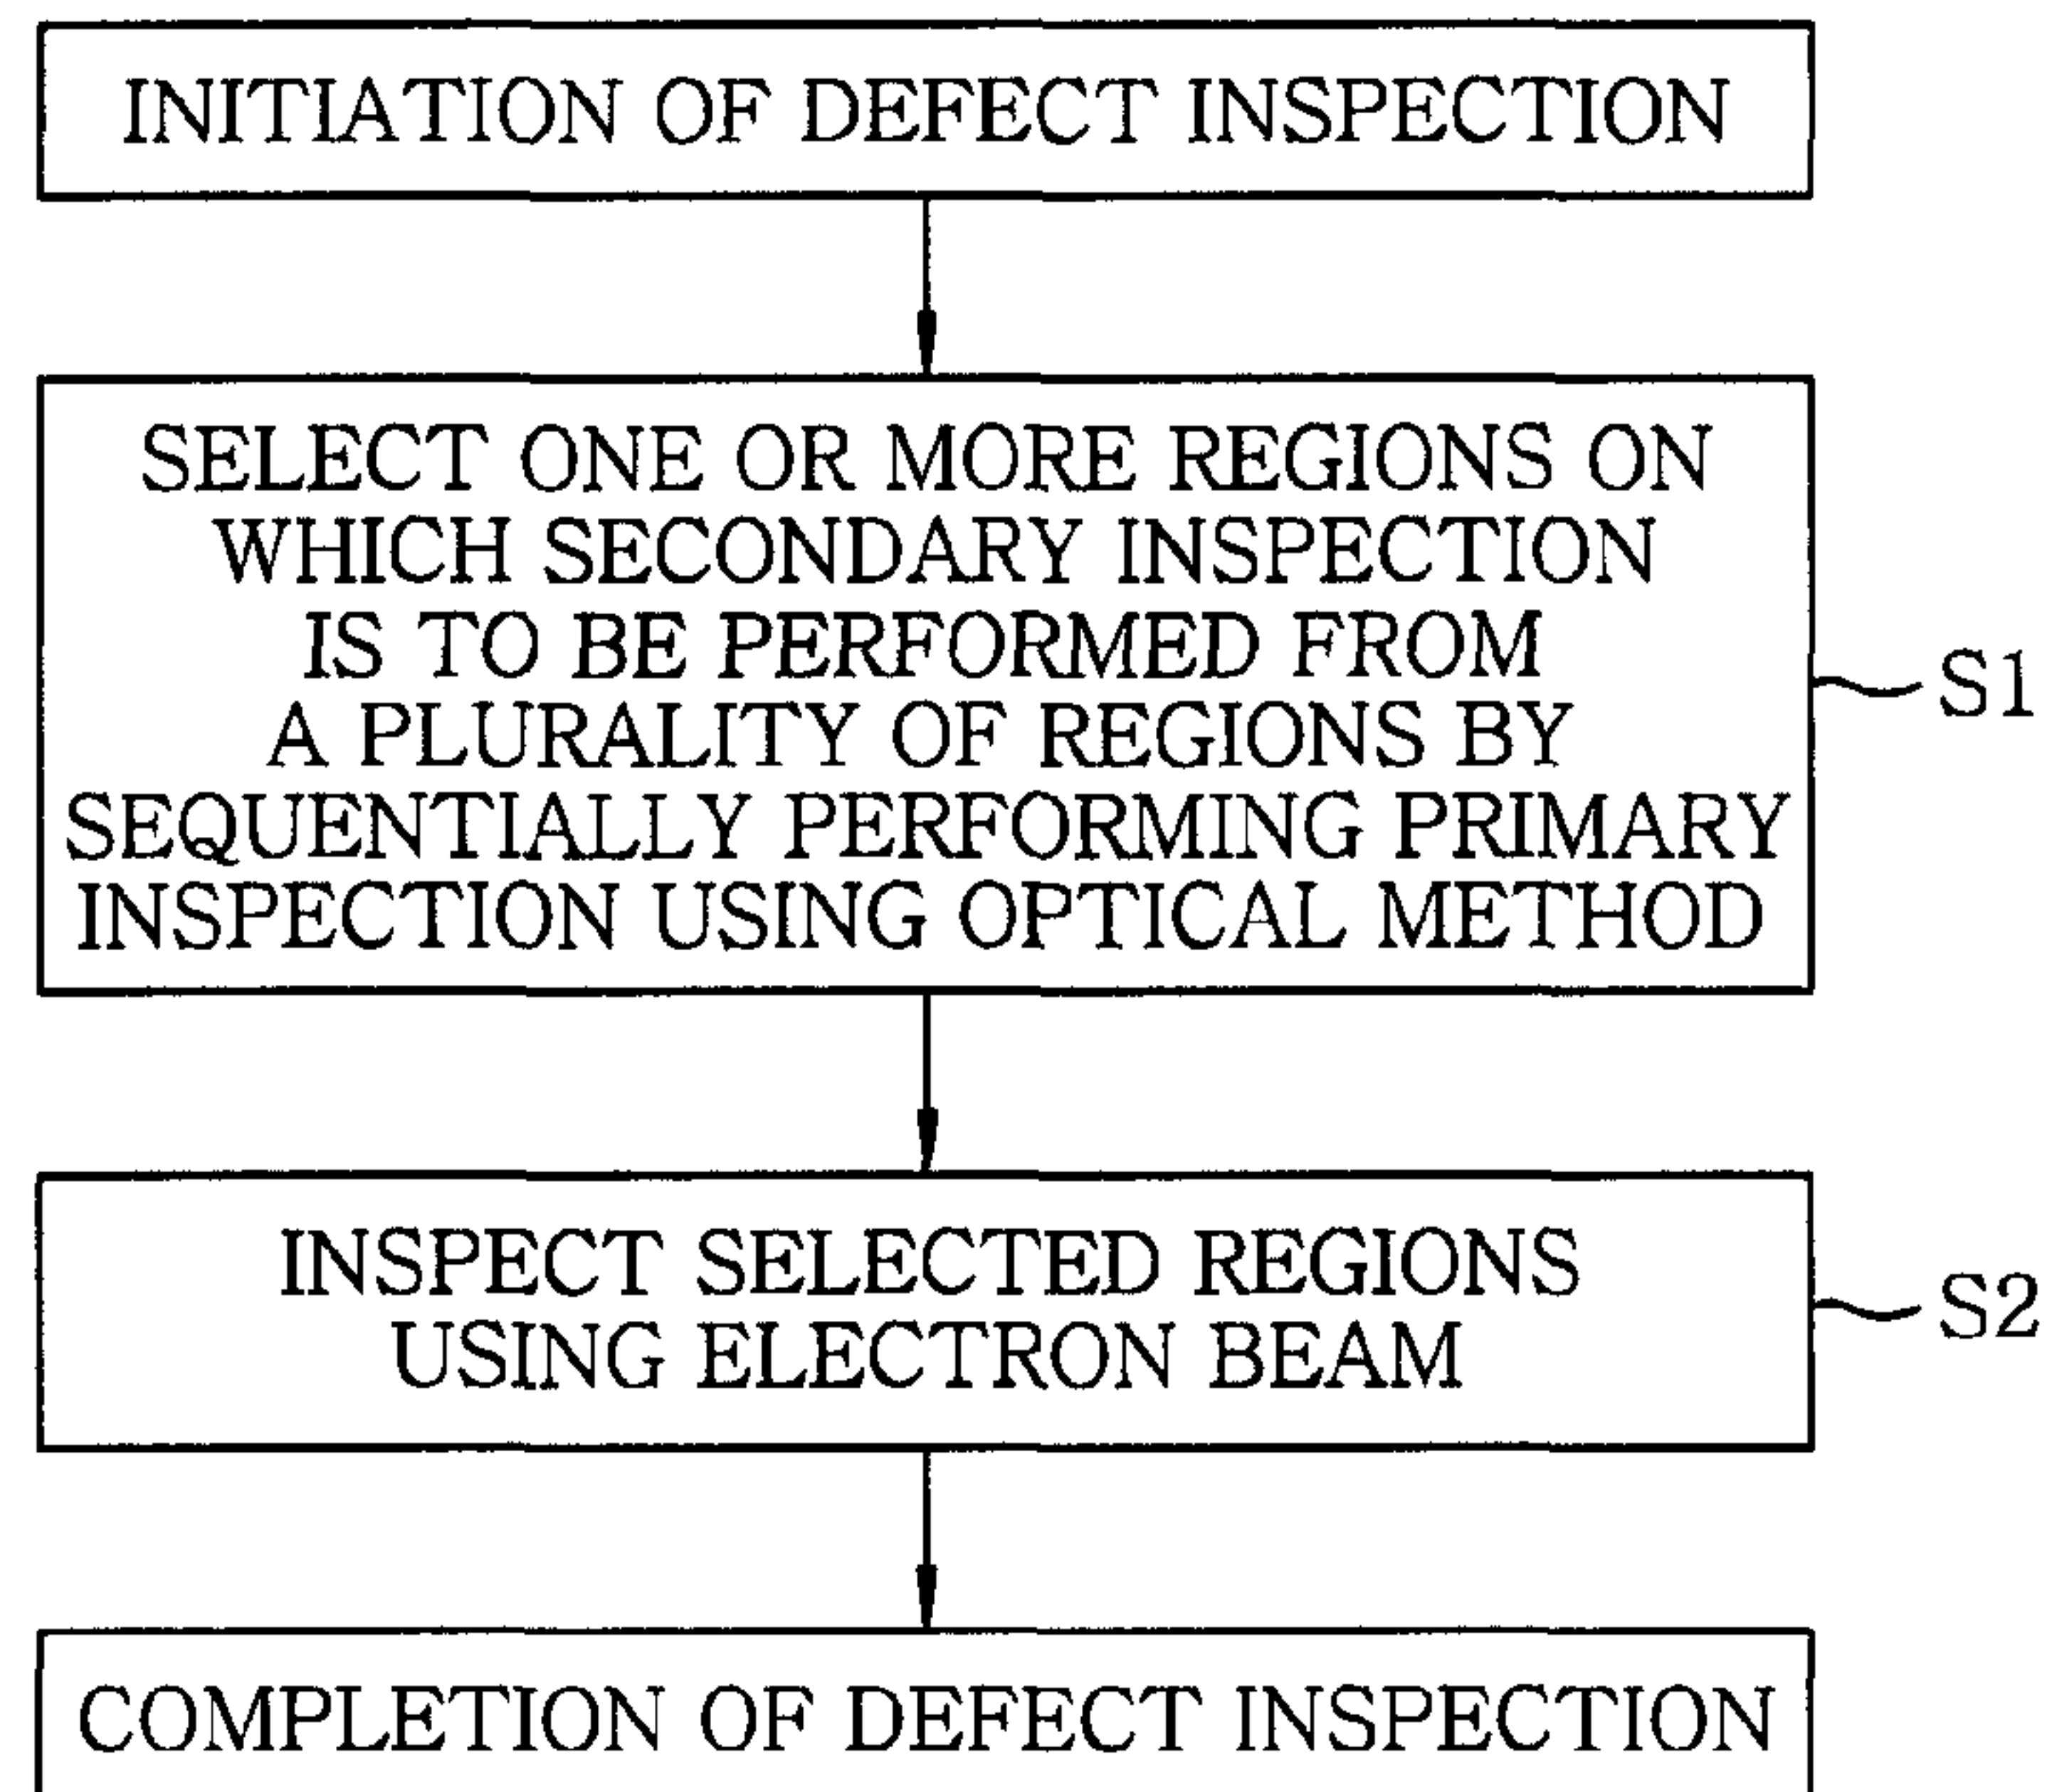 INITIATION OF DEFECT INSPECTION
SELECT ONE OR MORE REGIONS ON
WHICH SECONDARY INSPECTION
IS TO BE PERFORMED FROM
A PLURALITY OF REGIONS BY
SEQUENTIALLY PERFORMING PRIMARY
INSPECTION USING OPTICAL METHOD
S1
INSPECT SELECTED REGIONS
USING ELECTRON BEAM
S2
COMPLETION OF DEFECT INSPECTION